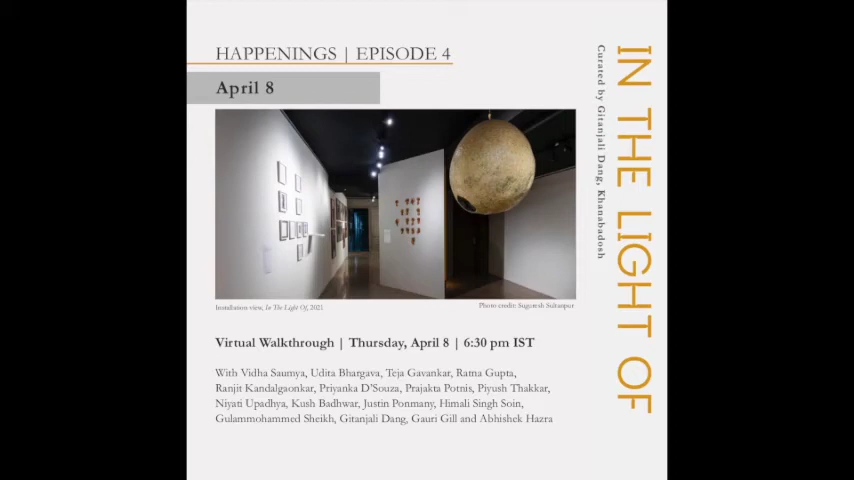 HAPPENINGS | EPISODE 4
April 8
Installation view, In The Light Of, 2021
Photo credit: Sugoresh Sultanpur
Virtual Walkthrough | Thursday, April 8 | 6:30 pm IST
With Vidha Saumya, Udita Bhargava, Teja Gavankar, Ratna Gupta,
Ranjit Kandalgaonkar, Priyanka D'Souza, Prajakta Potnis, Piyush Thakkar,
Niyati Upadhya, Kush Badhwar, Justin Ponmany, Himali Singh Soin,
Gulammohammed Sheikh, Gitanjali Dang, Gauri Gill and Abhishek Hazra
IN THE LIGHT OF
Curated by Gitanjali Dang, Khanabadosh